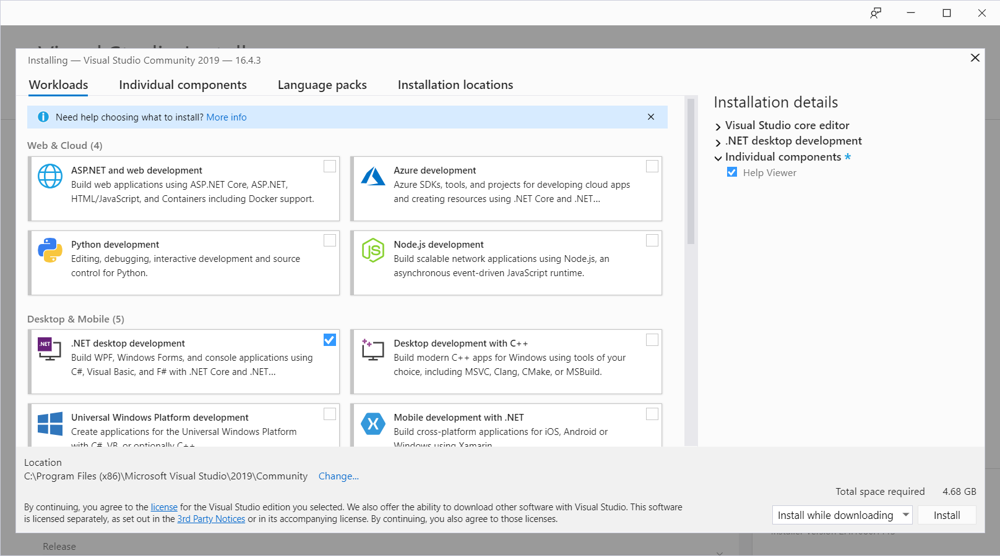 Installing — Visual Studio Community 2019 — 16.4.3
Workloads
Individual components
Language packs
Installation locations
Need help choosing what to install? More info
Web & Cloud (4)
ASP.NET and web development
Build web applications using ASP.NET Core, ASP.NET,
HTML/JavaScript, and Containers including Docker support.
Azure development
Azure SDKs, tools, and projects for developing cloud apps
and creating resources using .NET Core and .NET...
Python development
Editing, debugging, interactive development and source
control for Python.
Node.js development
Build scalable network applications using Node.js, an
asynchronous event-driven JavaScript runtime.
Desktop & Mobile (5)
.NET
.NET desktop development
Build WPF, Windows Forms, and console applications using
C#, Visual Basic, and F# with .NET Core and .NET...
Desktop development with C++
Build modern C++ apps for Windows using tools of your
choice, including MSVC, Clang, CMake, or MSBuild.
Universal Windows Platform development
Create applications for the Universal Windows Platform
with C#, VB, or optionally C++
Mobile development with .NET
Build cross-platform applications for iOS, Android or
Windows using Xamarin
Installation details
Visual Studio core editor
.NET desktop development
Individual components *
Help Viewer
Location
C:\Program Files (x86)\Microsoft Visual Studio\2019\Community Change...
Total space required 4.68 GB
By continuing, you agree to the license for the Visual Studio edition you selected. We also offer the ability to download other software with Visual Studio. This software
is licensed separately, as set out in the 3rd Party Notices or in its accompanying license. By continuing, you also agree to those licenses.
Install while downloading
Install
Release